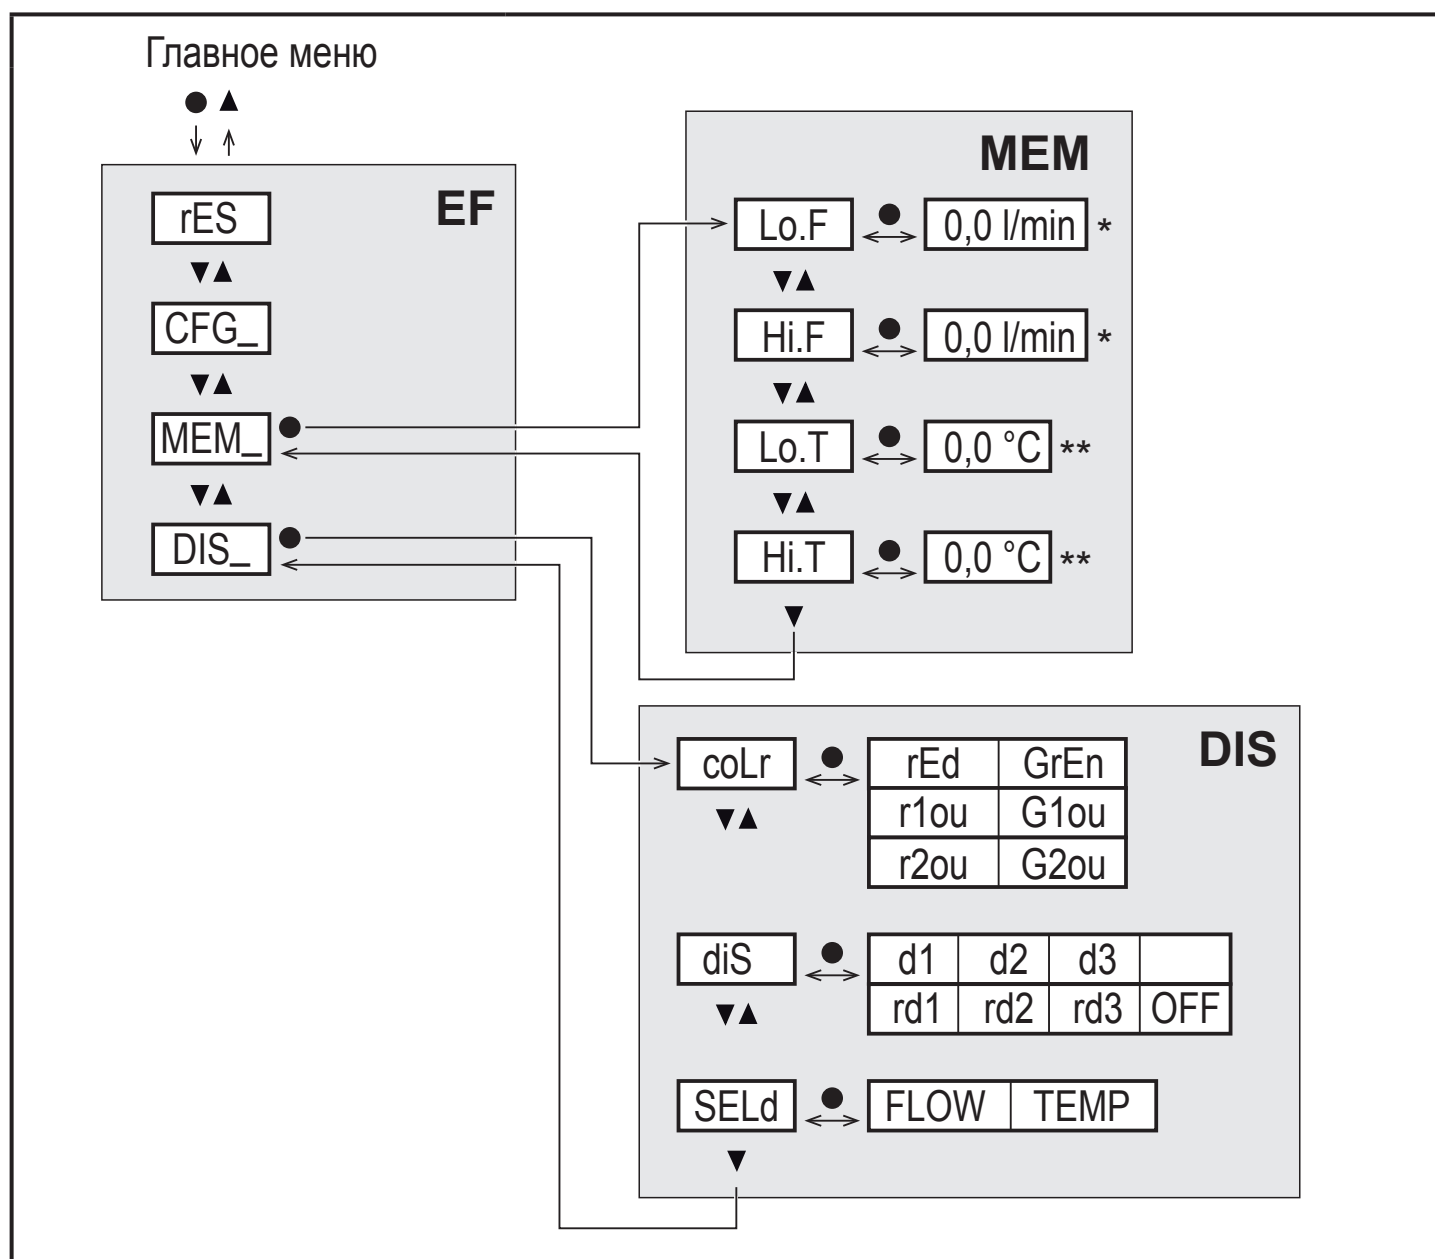 Главное меню
EF
rES
CFG_
MEM_
DIS_
MEM
Lo.F 0,0 l/min *
Hi.F 0,0 l/min *
Lo.T 0,0 °C **
Hi.T 0,0 °C **
DIS
coLr rEd GrEn
r1ou G1ou
r2ou G2ou
diS d1 d2 d3
rd1 rd2 rd3 OFF
SELd FLOW TEMP